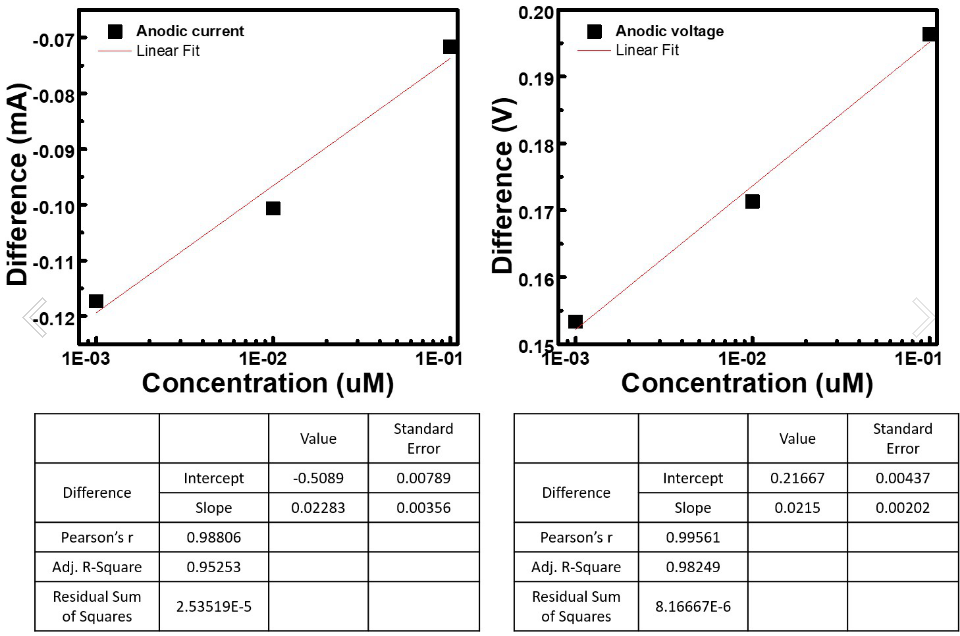 Anodic current
Linear Fit
-0.07
-0.08
-0.09
-0.10
-0.11
-0.12
Difference (mA)
1E-03 1E-02 1E-01
Concentration (uM)
Anodic voltage
Linear Fit
0.20
0.19
0.18
0.17
0.16
0.15
Difference (V)
1E-03 1E-02 1E-01
Concentration (uM)
Value Standard
Error
Difference Intercept -0.5089 0.00789
Slope 0.02283 0.00356
Pearson's r 0.98806
Adj. R-Square 0.95253
Residual Sum
of Squares 2.53519E-5
Value Standard
Error
Difference Intercept 0.21667 0.00437
Slope 0.0215 0.00202
Pearson's r 0.99561
Adj. R-Square 0.98249
Residual Sum
of Squares 8.16667E-6